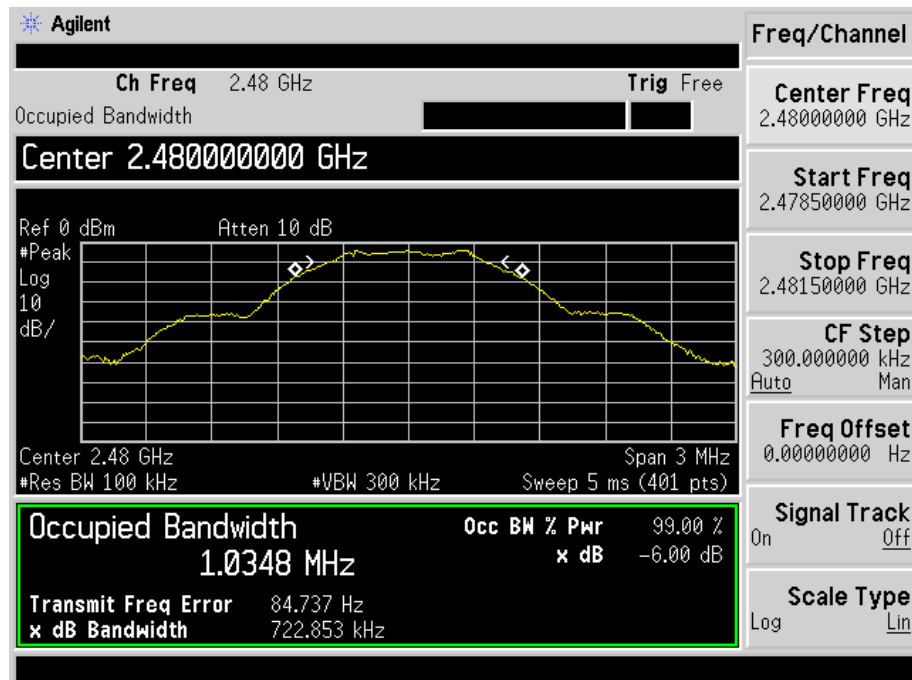 Agilent
Freq/Channel
Ch Freq 2.48 GHz Trig Free
Occupied Bandwidth
Center 2.480000000 GHz
Ref 0 dBm Atten 10 dB
#Peak
Log
10
dB/
Center 2.48 GHz Span 3 MHz
#Res BW 100 kHz #VBW 300 kHz Sweep 5 ms (401 pts)
Occupied Bandwidth
1.0348 MHz
Occ BW % Pwr 99.00 %
x dB -6.00 dB
Transmit Freq Error 84.737 Hz
x dB Bandwidth 722.853 kHz
Center Freq
2.48000000 GHz
Start Freq
2.47850000 GHz
Stop Freq
2.48150000 GHz
CF Step
300.000000 kHz
Auto Man
Freq Offset
0.00000000 Hz
Signal Track
On Off
Scale Type
Log Lin